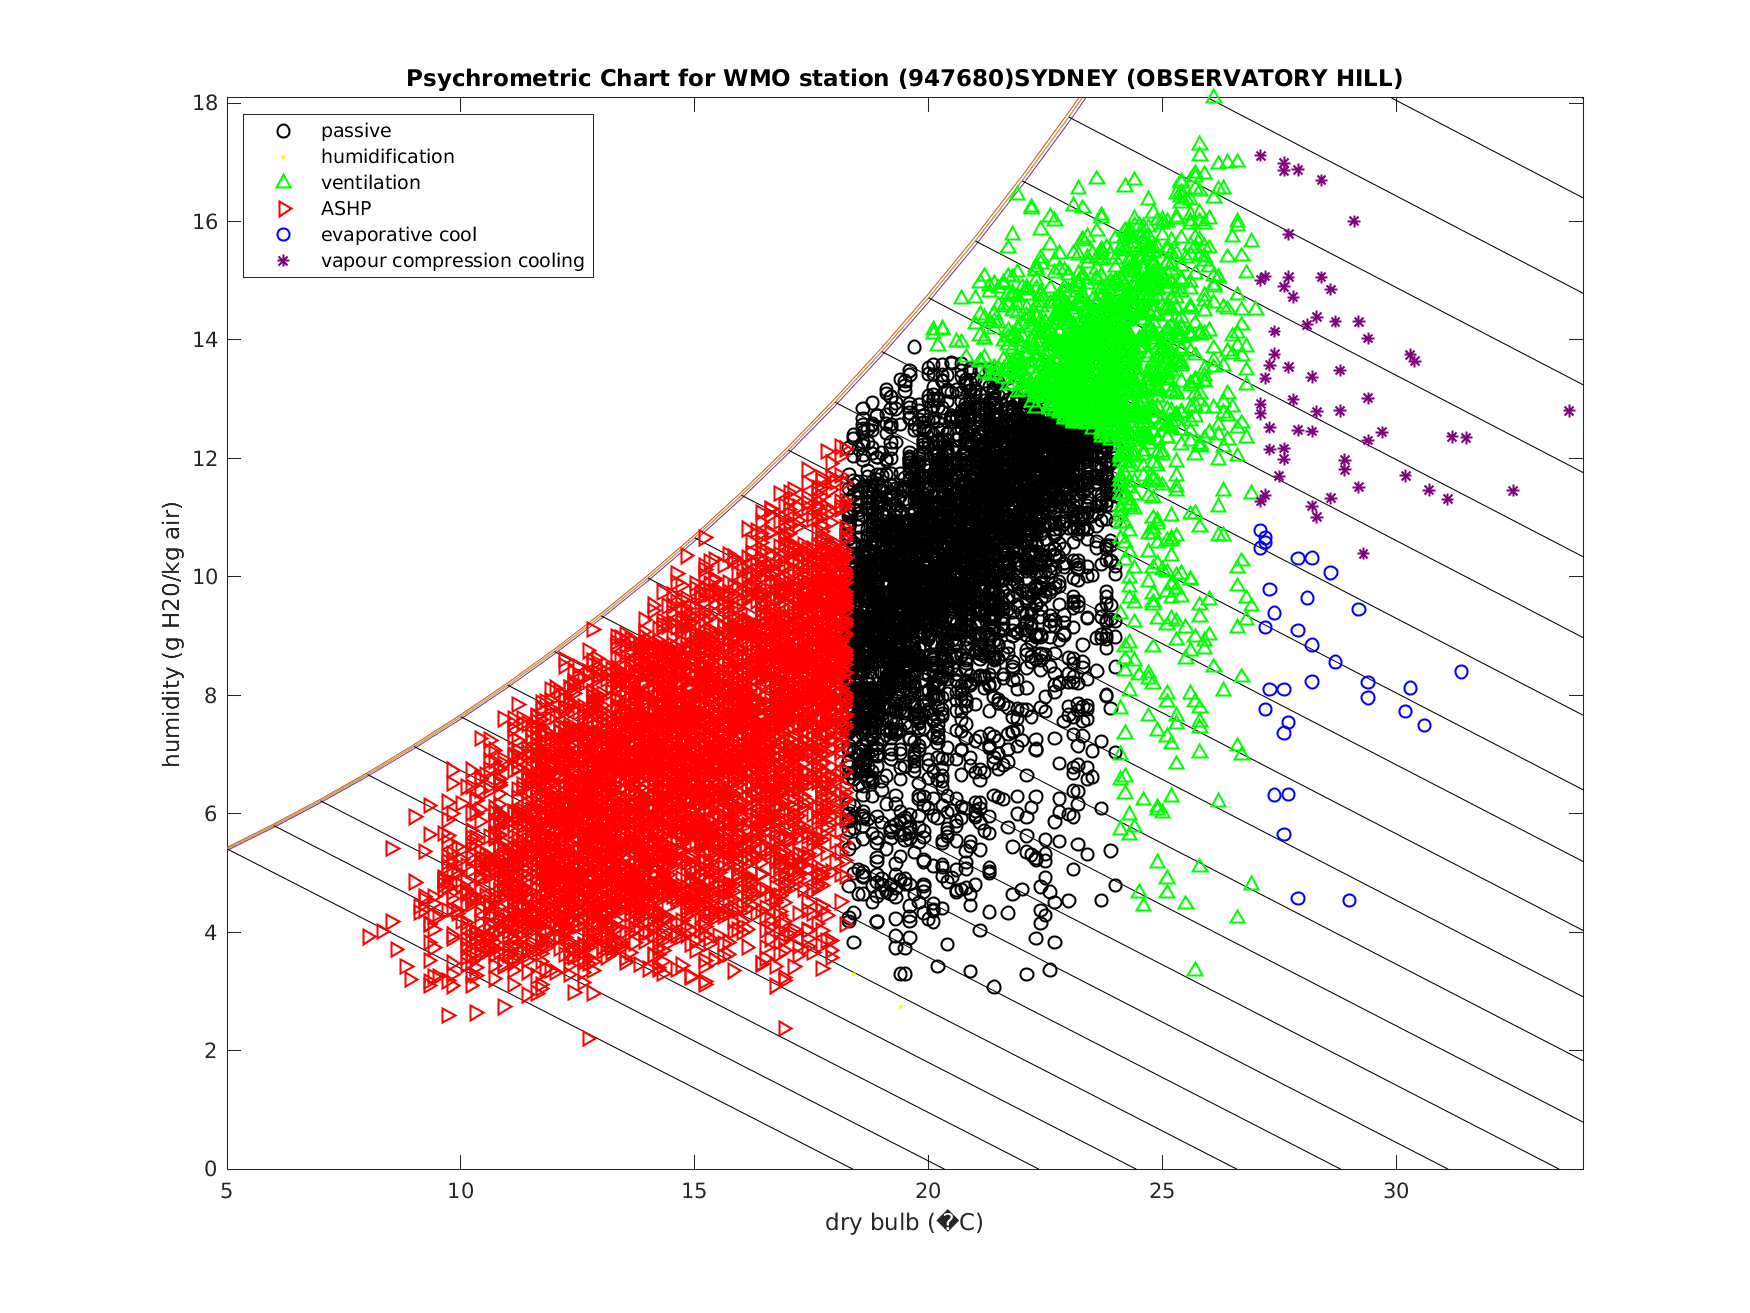 Psychrometric Chart for WMO station (947680)SYDNEY (OBSERVATORY HILL)
passive
humidification
ventilation
ASHP
evaporative cool
vapour compression cooling
humidity (g H20/kg air)
18
16
14
12
10
8
6
4
2
0
5
10
15
20
25
30
dry bulb (�C)